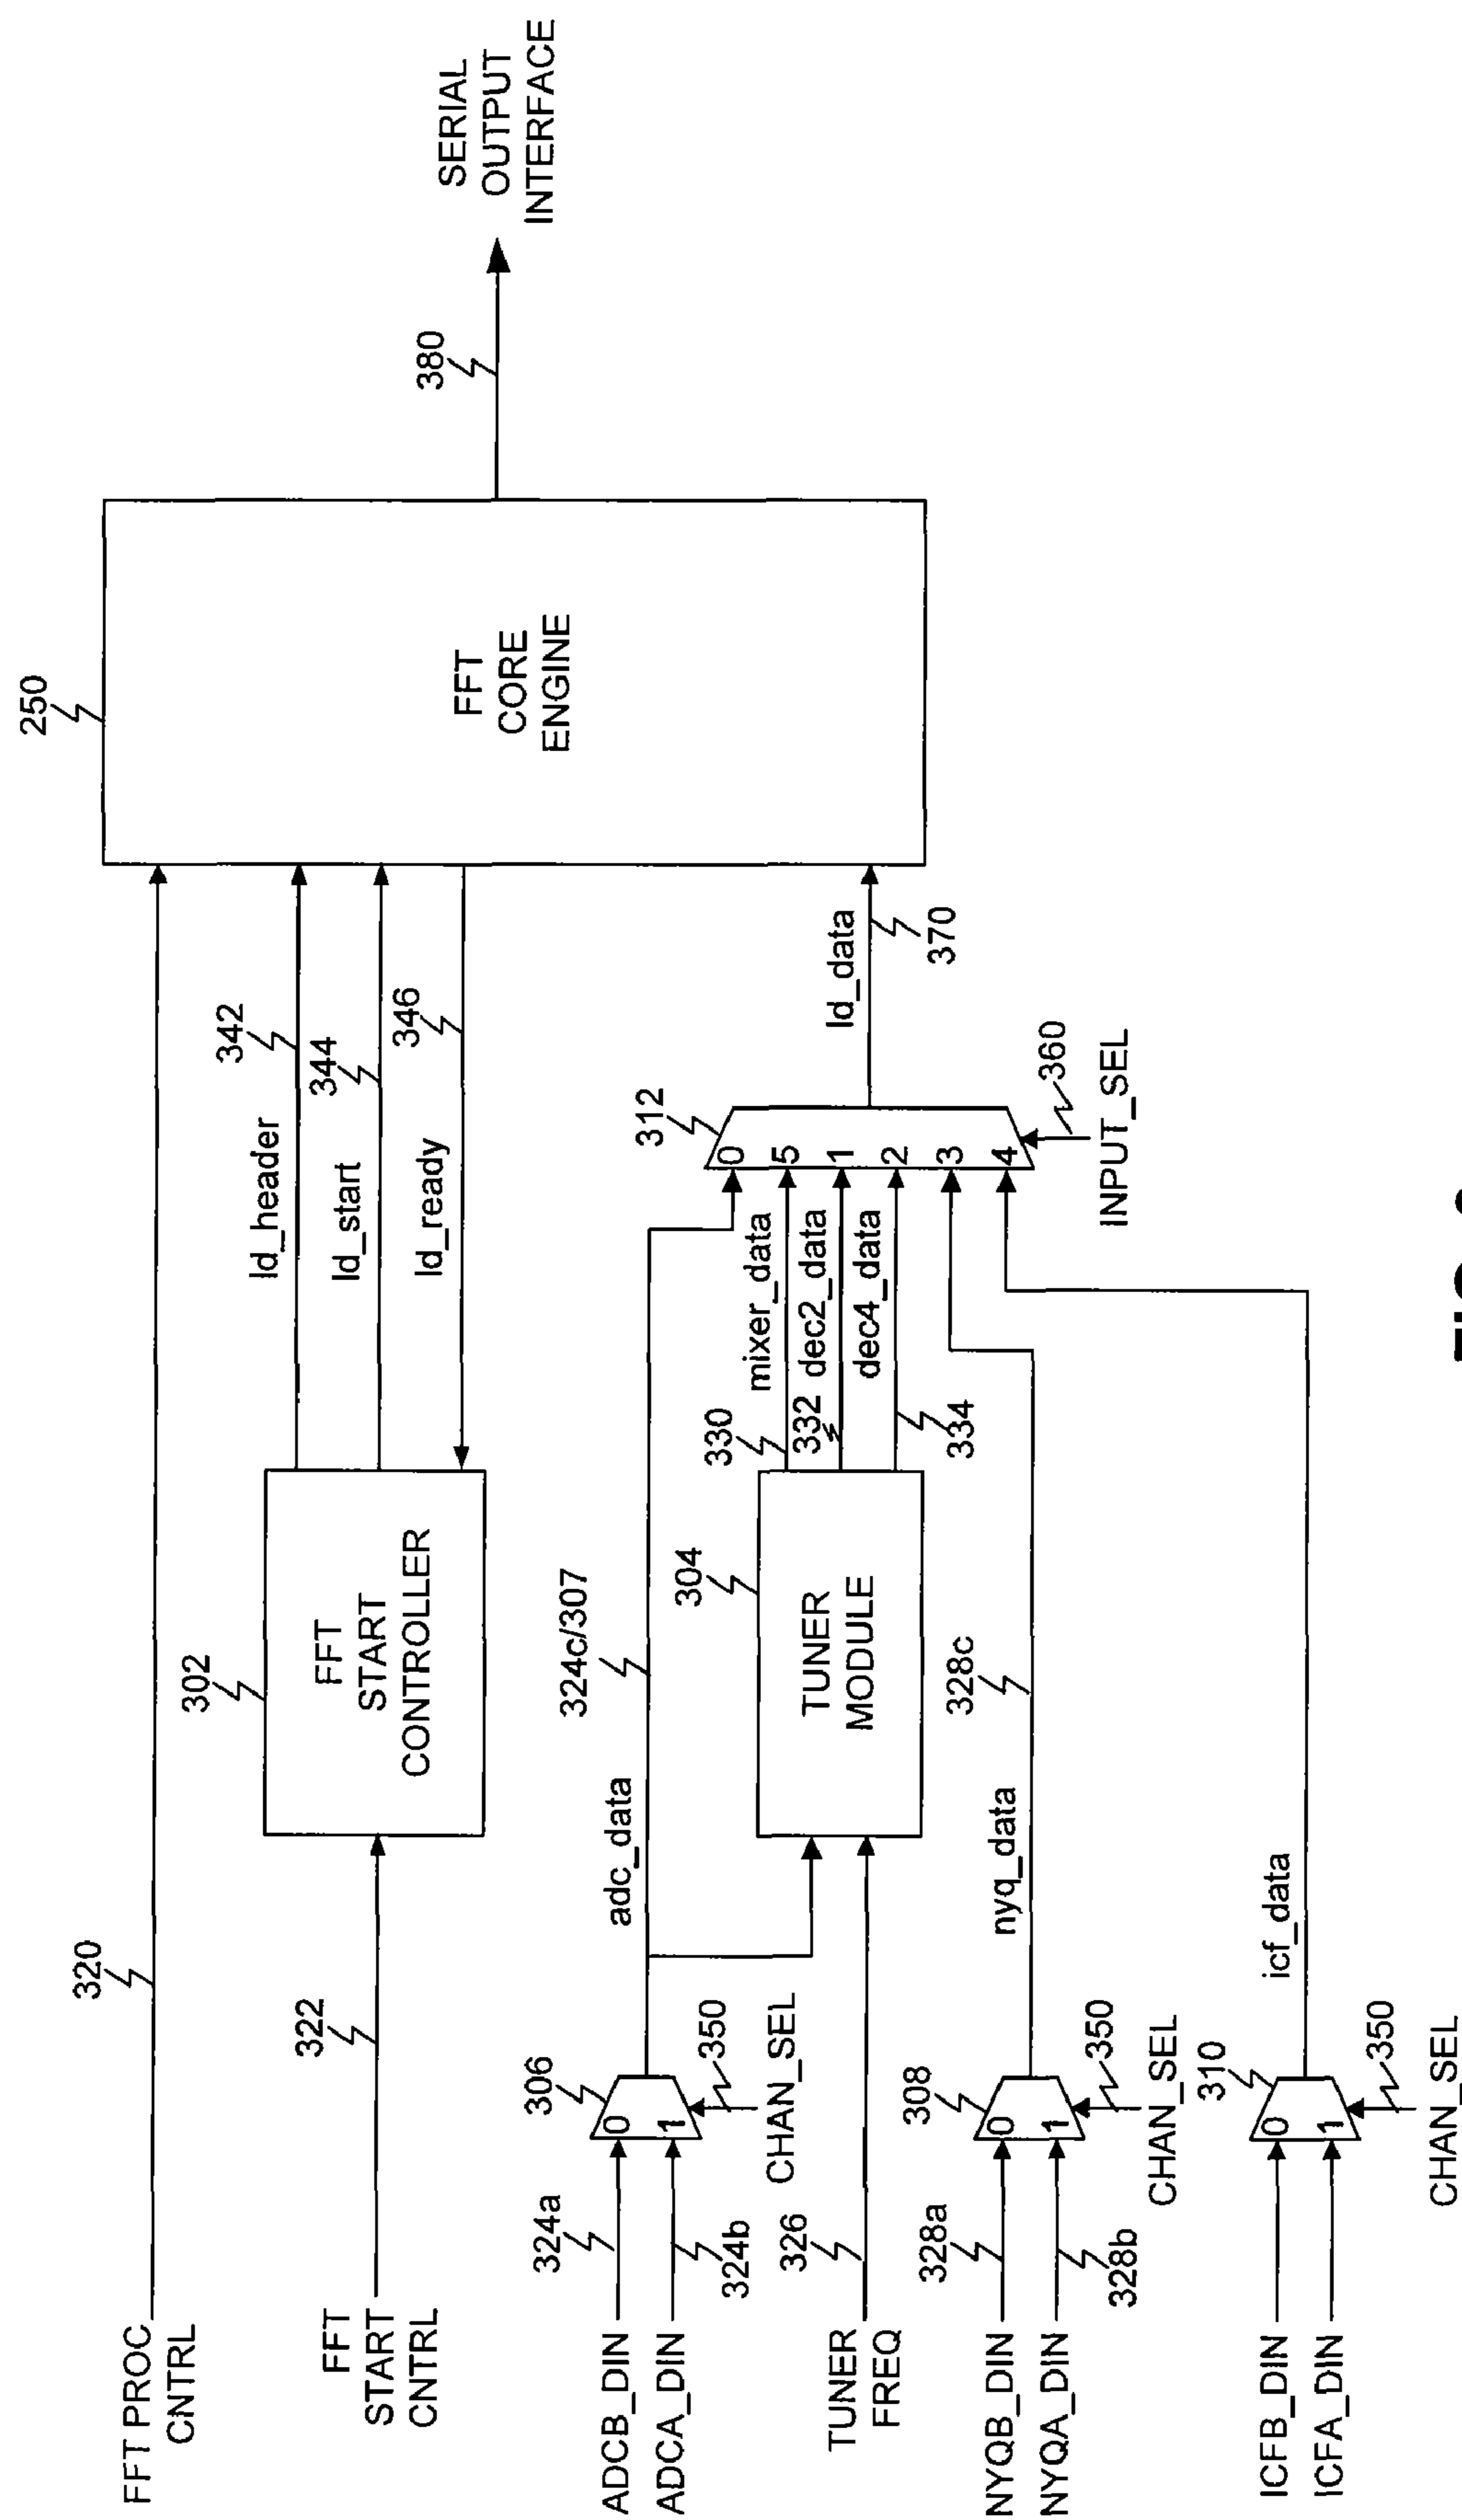 FFT PROC
CNTRL
320
250
FFT
START
CNTRL
322
302
FFT
START
CONTROLLER
342
ld_header
344
ld_start
346
ld_ready
FFT
CORE
ENGINE
380
SERIAL
OUTPUT
INTERFACE
ADCB_DIN
ADCA_DIN
324a
324b
306
0
1
350
CHAN_SEL
adc_data
324c/307
TUNER
FREQ
326
304
TUNER
MODULE
330
mixer_data
332
dec2_data
dec4_data
334
312
0
5
1
2
3
4
360
INPUT_SEL
ld_data
370
NYQB_DIN
NYQA_DIN
328a
328b
308
0
1
350
CHAN_SEL
nyq_data
328c
ICFB_DIN
ICFA_DIN
310
0
1
350
CHAN_SEL
icf_data